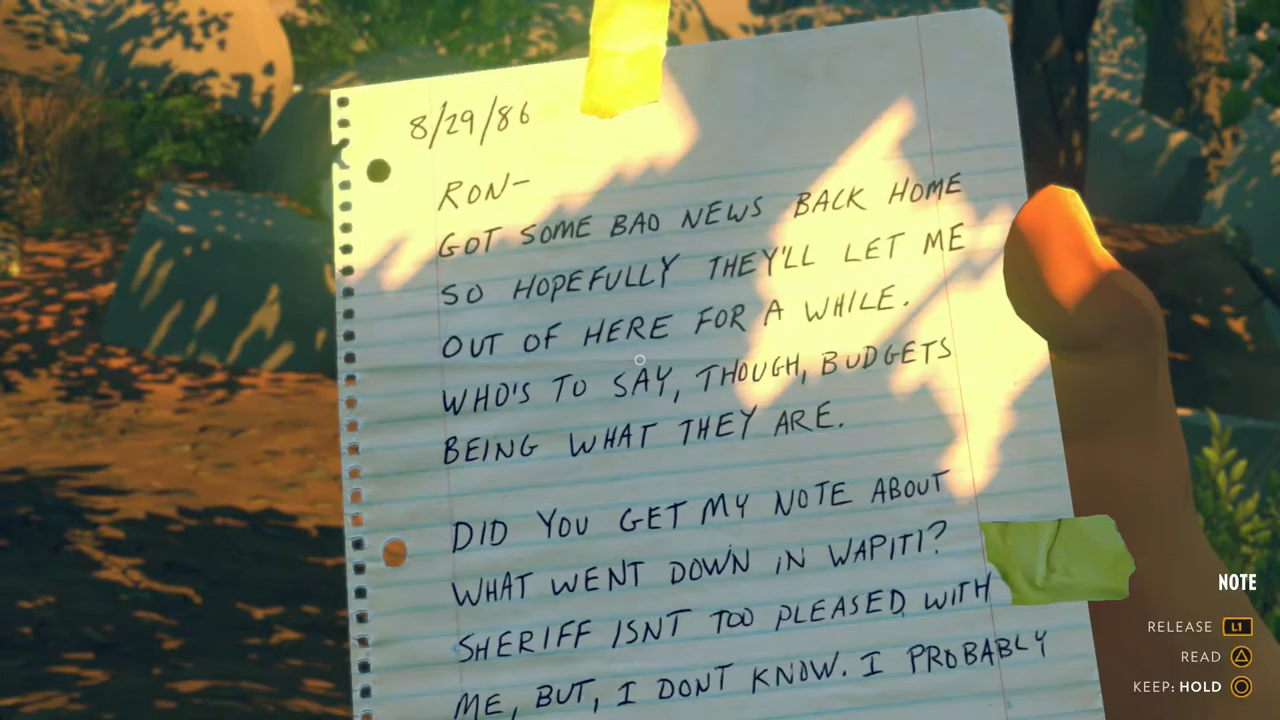 8/29/86
RON-
GOT SOME BAD NEWS BACK HOME
SO HOPEFULLY THEY'LL LET ME
OUT OF HERE FOR A WHILE.
WHO'S TO SAY, THOUGH, BUDGETS
BEING WHAT THEY ARE.
DID YOU GET MY NOTE ABOUT
WHAT WENT DOWN IN WAPITI?
SHERIFF ISNT TOO PLEASED WITH
ME, BUT, I DONT KNOW. I PROBABLY
NOTE
RELEASE L1
READ
KEEP: HOLD